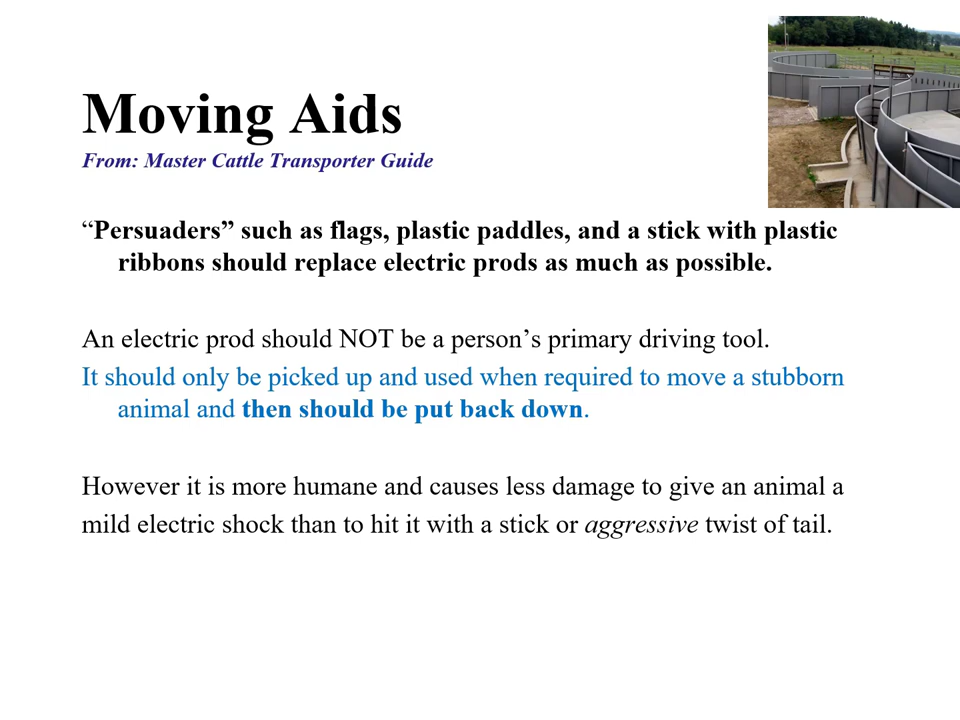 Moving Aids
From: Master Cattle Transporter Guide
“Persuaders” such as flags, plastic paddles, and a stick with plastic
ribbons should replace electric prods as much as possible.
An electric prod should NOT be a person’s primary driving tool.
It should only be picked up and used when required to move a stubborn
animal and then should be put back down.
However it is more humane and causes less damage to give an animal a
mild electric shock than to hit it with a stick or aggressive twist of tail.